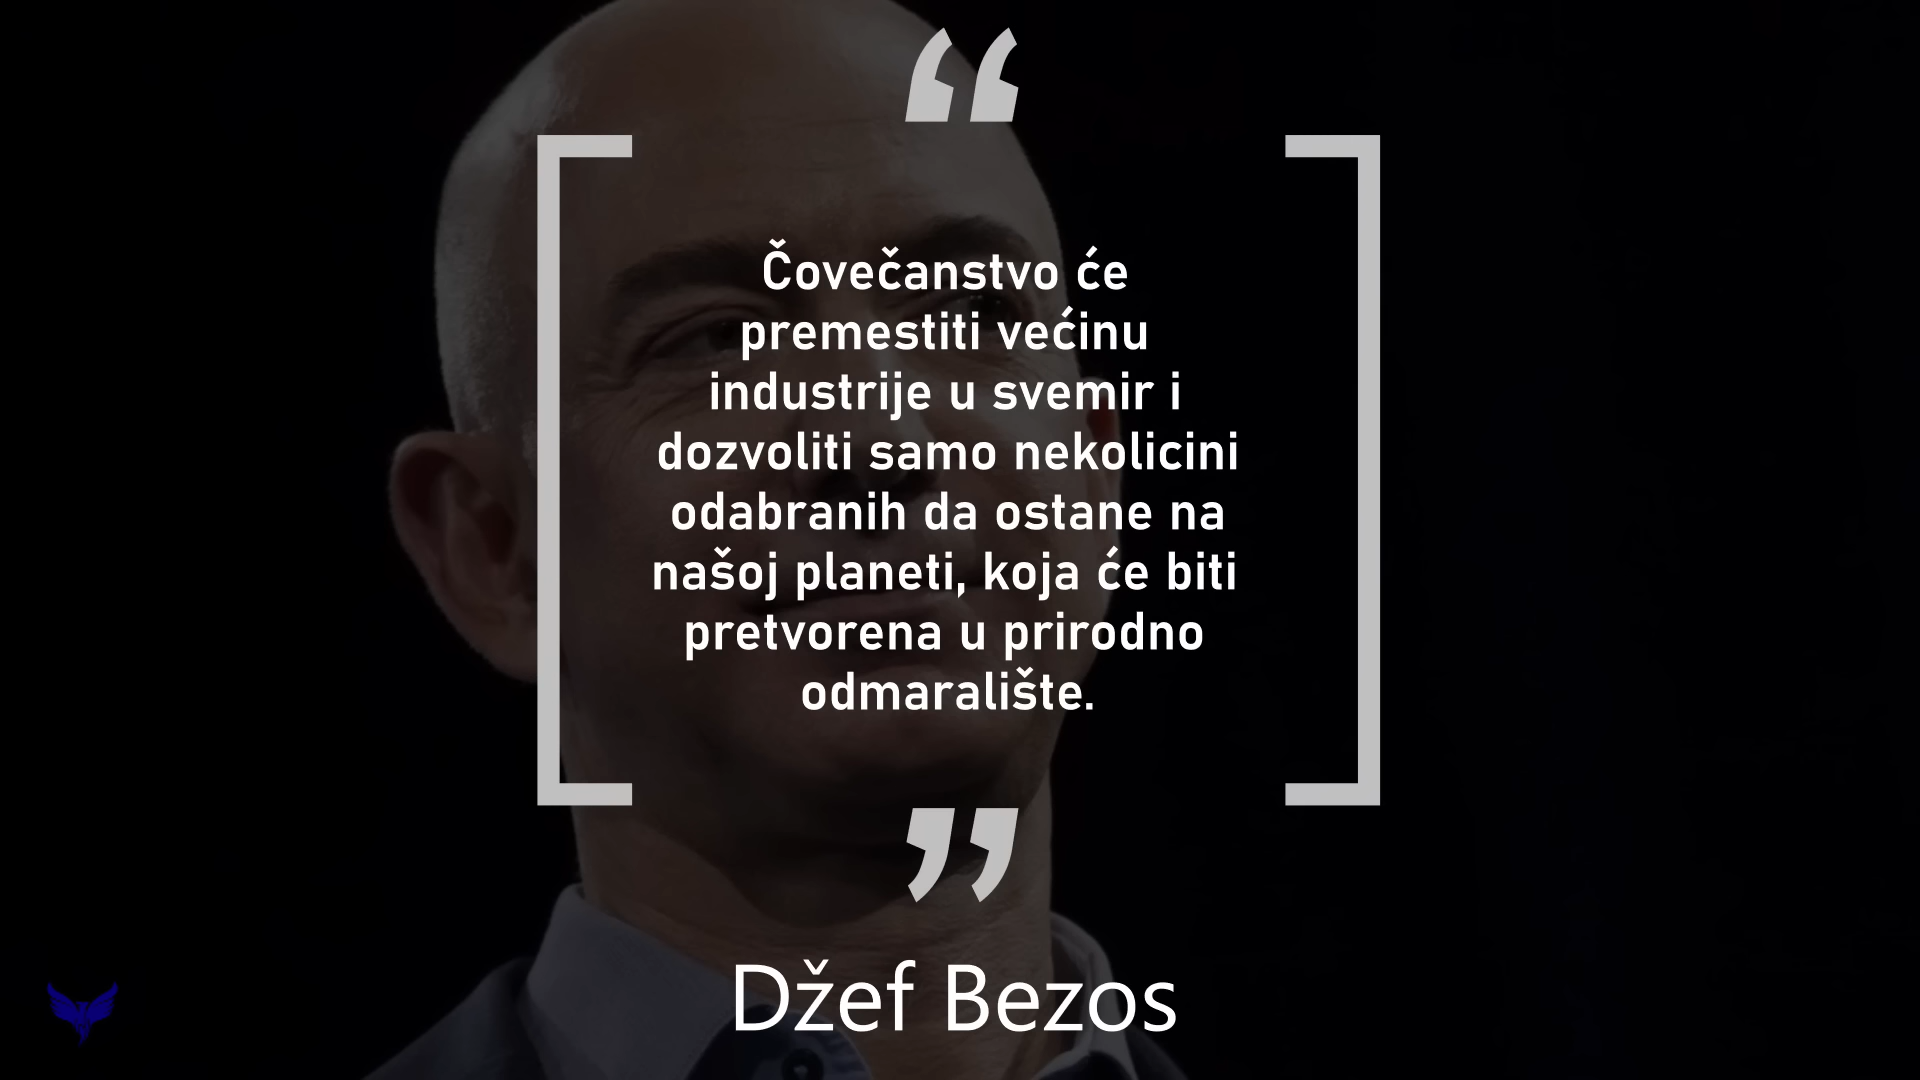 “
Čovečanstvo će
premestiti većinu
industrije u svemir i
dozvoliti samo nekolicini
odabranih da ostane na
našoj planeti, koja će biti
pretvorena u prirodno
odmaralište.
”
Džef Bezos